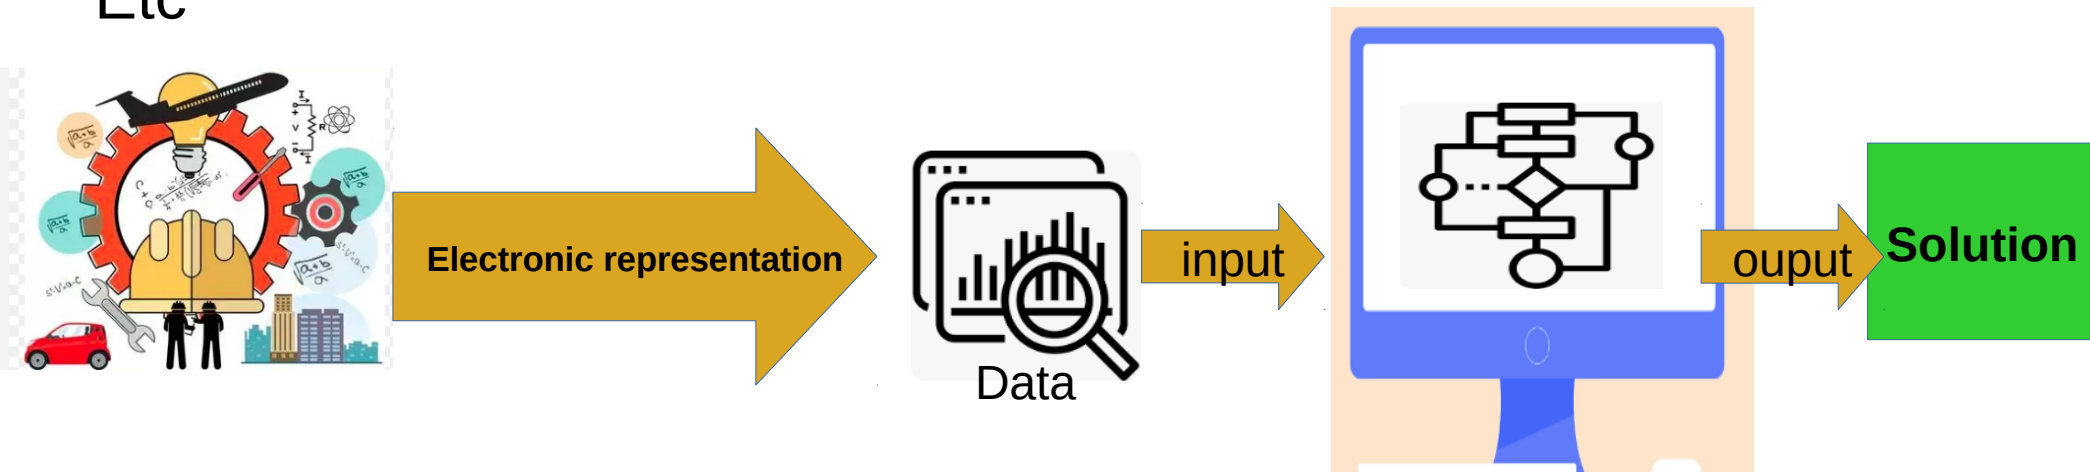 Etc
Electronic representation
Data
input
ouput
Solution
I
+
V
R
-
I